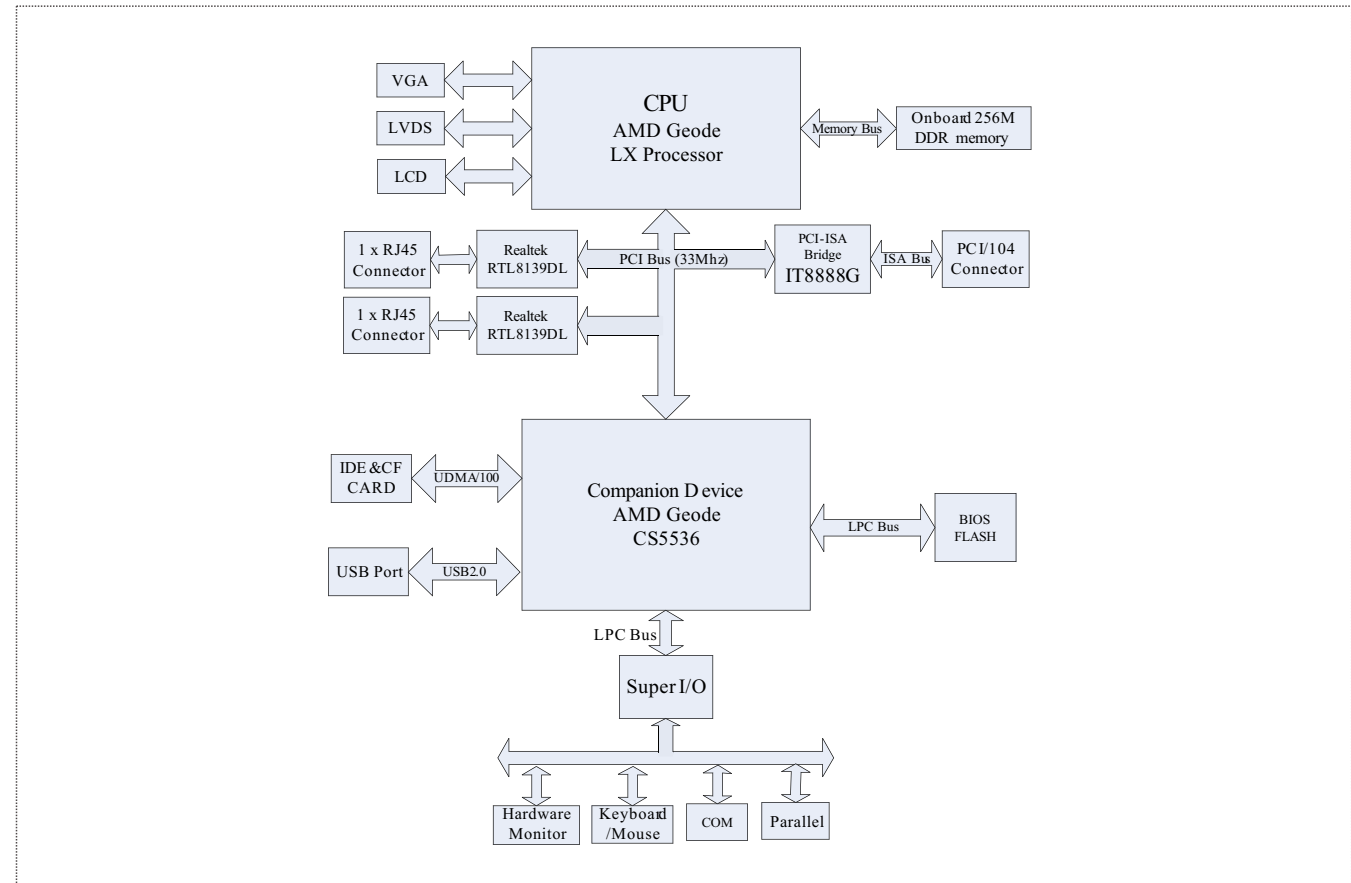 VGA
LVDS
LCD
CPU
AMD Geode
LX Processor
Memory Bus
Onboard 256M
DDR memory
1 x RJ45
Connector
Realtek
RTL8139DL
PCI Bus (33Mhz)
PCI-ISA
Bridge
IT8888G
ISA Bus
PCI/104
Connector
1 x RJ45
Connector
Realtek
RTL8139DL
IDE &CF
CARD
UDMA/100
USB Port
USB2.0
Companion Device
AMD Geode
CS5536
LPC Bus
BIOS
FLASH
LPC Bus
Super I/O
Hardware
Monitor
Keyboard
/Mouse
COM
Parallel